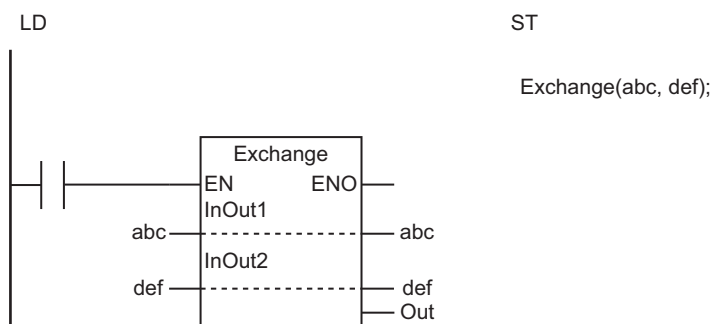 LD
ST
Exchange(abc, def);
Exchange
EN ENO
InOut1
abc abc
InOut2
def def
Out